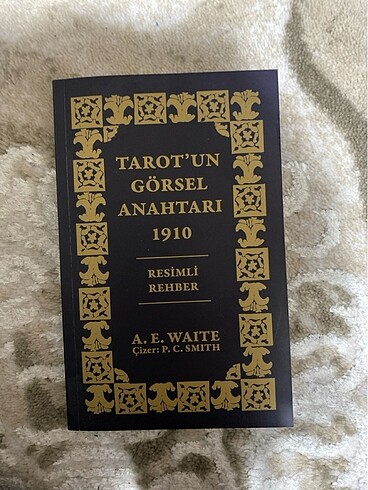 TAROT'UN
GÖRSEL
ANAHTARI
1910
RESİMLİ
REHBER
A. E. WAITE
Çizer: P. C. SMITH